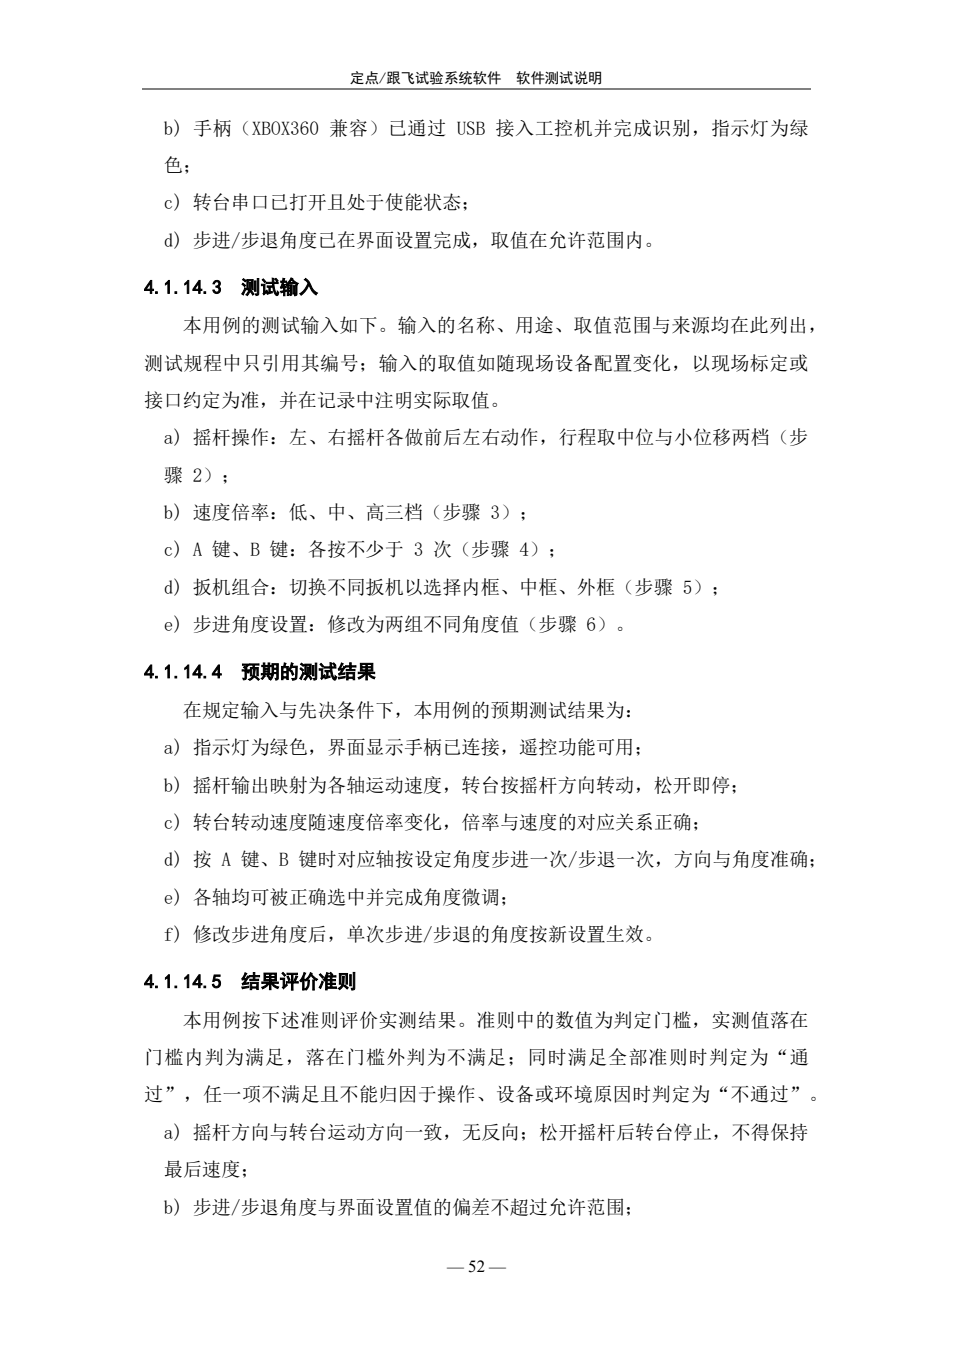 定点/跟飞试验系统软件 软件测试说明
b) 手柄（XBOX360 兼容）已通过 USB 接入工控机并完成识别，指示灯为绿
色；
c) 转台串口已打开且处于使能状态；
d) 步进/步退角度已在界面设置完成，取值在允许范围内。
4.1.14.3 测试输入
本用例的测试输入如下。输入的名称、用途、取值范围与来源均在此列出，
测试规程中只引用其编号；输入的取值如随现场设备配置变化，以现场标定或
接口约定为准，并在记录中注明实际取值。
a) 摇杆操作：左、右摇杆各做前后左右动作，行程取中位与小位移两档（步
骤 2）；
b) 速度倍率：低、中、高三档（步骤 3）；
c) A 键、B 键：各按不少于 3 次（步骤 4）；
d) 扳机组合：切换不同扳机以选择内框、中框、外框（步骤 5）；
e) 步进角度设置：修改为两组不同角度值（步骤 6）。
4.1.14.4 预期的测试结果
在规定输入与先决条件下，本用例的预期测试结果为：
a) 指示灯为绿色，界面显示手柄已连接，遥控功能可用；
b) 摇杆输出映射为各轴运动速度，转台按摇杆方向转动，松开即停；
c) 转台转动速度随速度倍率变化，倍率与速度的对应关系正确；
d) 按 A 键、B 键时对应轴按设定角度步进一次/步退一次，方向与角度准确；
e) 各轴均可被正确选中并完成角度微调；
f) 修改步进角度后，单次步进/步退的角度按新设置生效。
4.1.14.5 结果评价准则
本用例按下述准则评价实测结果。准则中的数值为判定门槛，实测值落在
门槛内判为满足，落在门槛外判为不满足；同时满足全部准则时判定为“通
过”，任一项不满足且不能归因于操作、设备或环境原因时判定为“不通过”。
a) 摇杆方向与转台运动方向一致，无反向；松开摇杆后转台停止，不得保持
最后速度；
b) 步进/步退角度与界面设置值的偏差不超过允许范围；
— 52 —